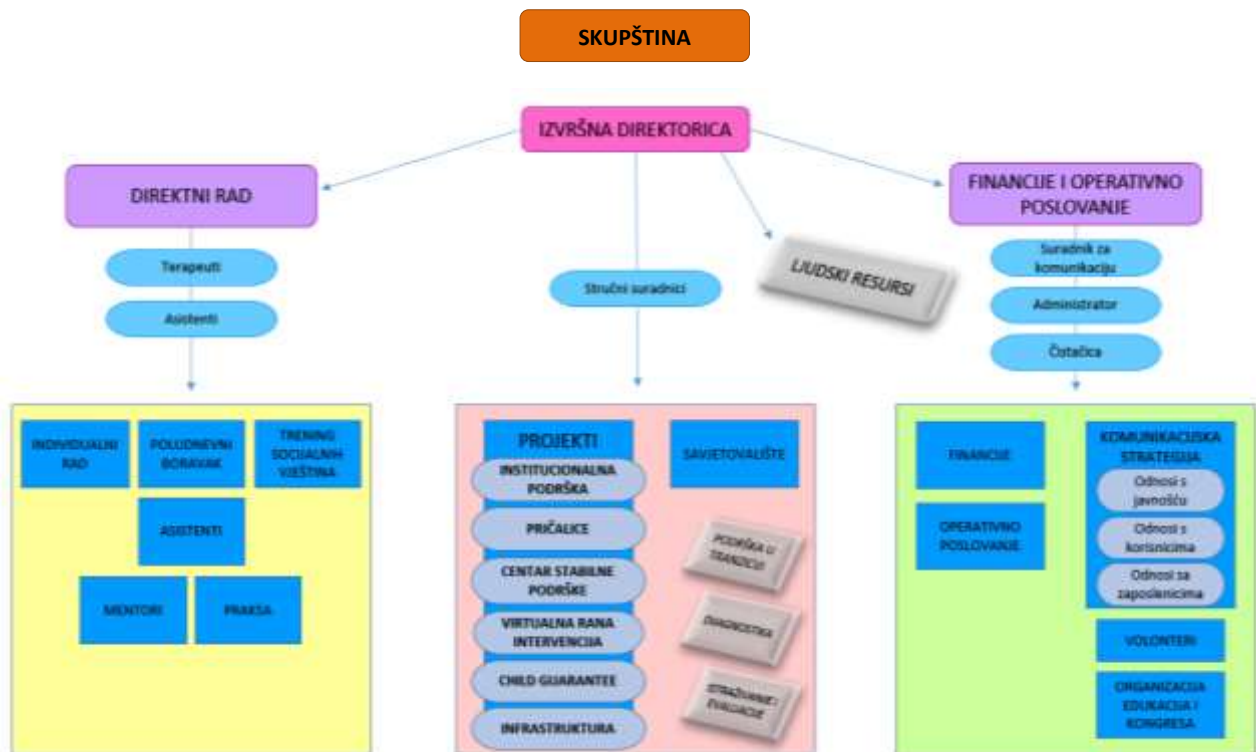 SKUPŠTINA
IZVRŠNA DIREKTORICA
DIREKTNI RAD
Terapeuti
Asistenti
INDIVIDUALNI
RAD
POLUDNEVNI
BORAVAK
TRENING
SOCIJALNIH
VJEŠTINA
ASISTENTI
MENTORI
PRAKSA
Stručni suradnici
LJUDSKI RESURSI
PROJEKTI
INSTITUCIONALNA
PODRŠKA
PRIČALICE
CENTAR STABILNE
PODRŠKE
VIRTUALNA RANA
INTERVENCIJA
CHILD GUARANTEE
INFRASTRUKTURA
SAVJETOVALIŠTE
PODRŠKA U
TRANZICIJI
DIJAGNOSTIKA
ISTRAŽIVANJE I
EVALUACIJE
FINANCIJE I OPERATIVNO
POSLOVANJE
Suradnik za
komunikaciju
Administrator
Čistačica
FINANCIJE
OPERATIVNO
POSLOVANJE
KOMUNIKACIJSKA
STRATEGIJA
Odnosi s
javnošću
Odnosi s
korisnicima
Odnosi sa
zaposlenicima
VOLONTERI
ORGANIZACIJA
EDUKACIJA I
KONGRESA